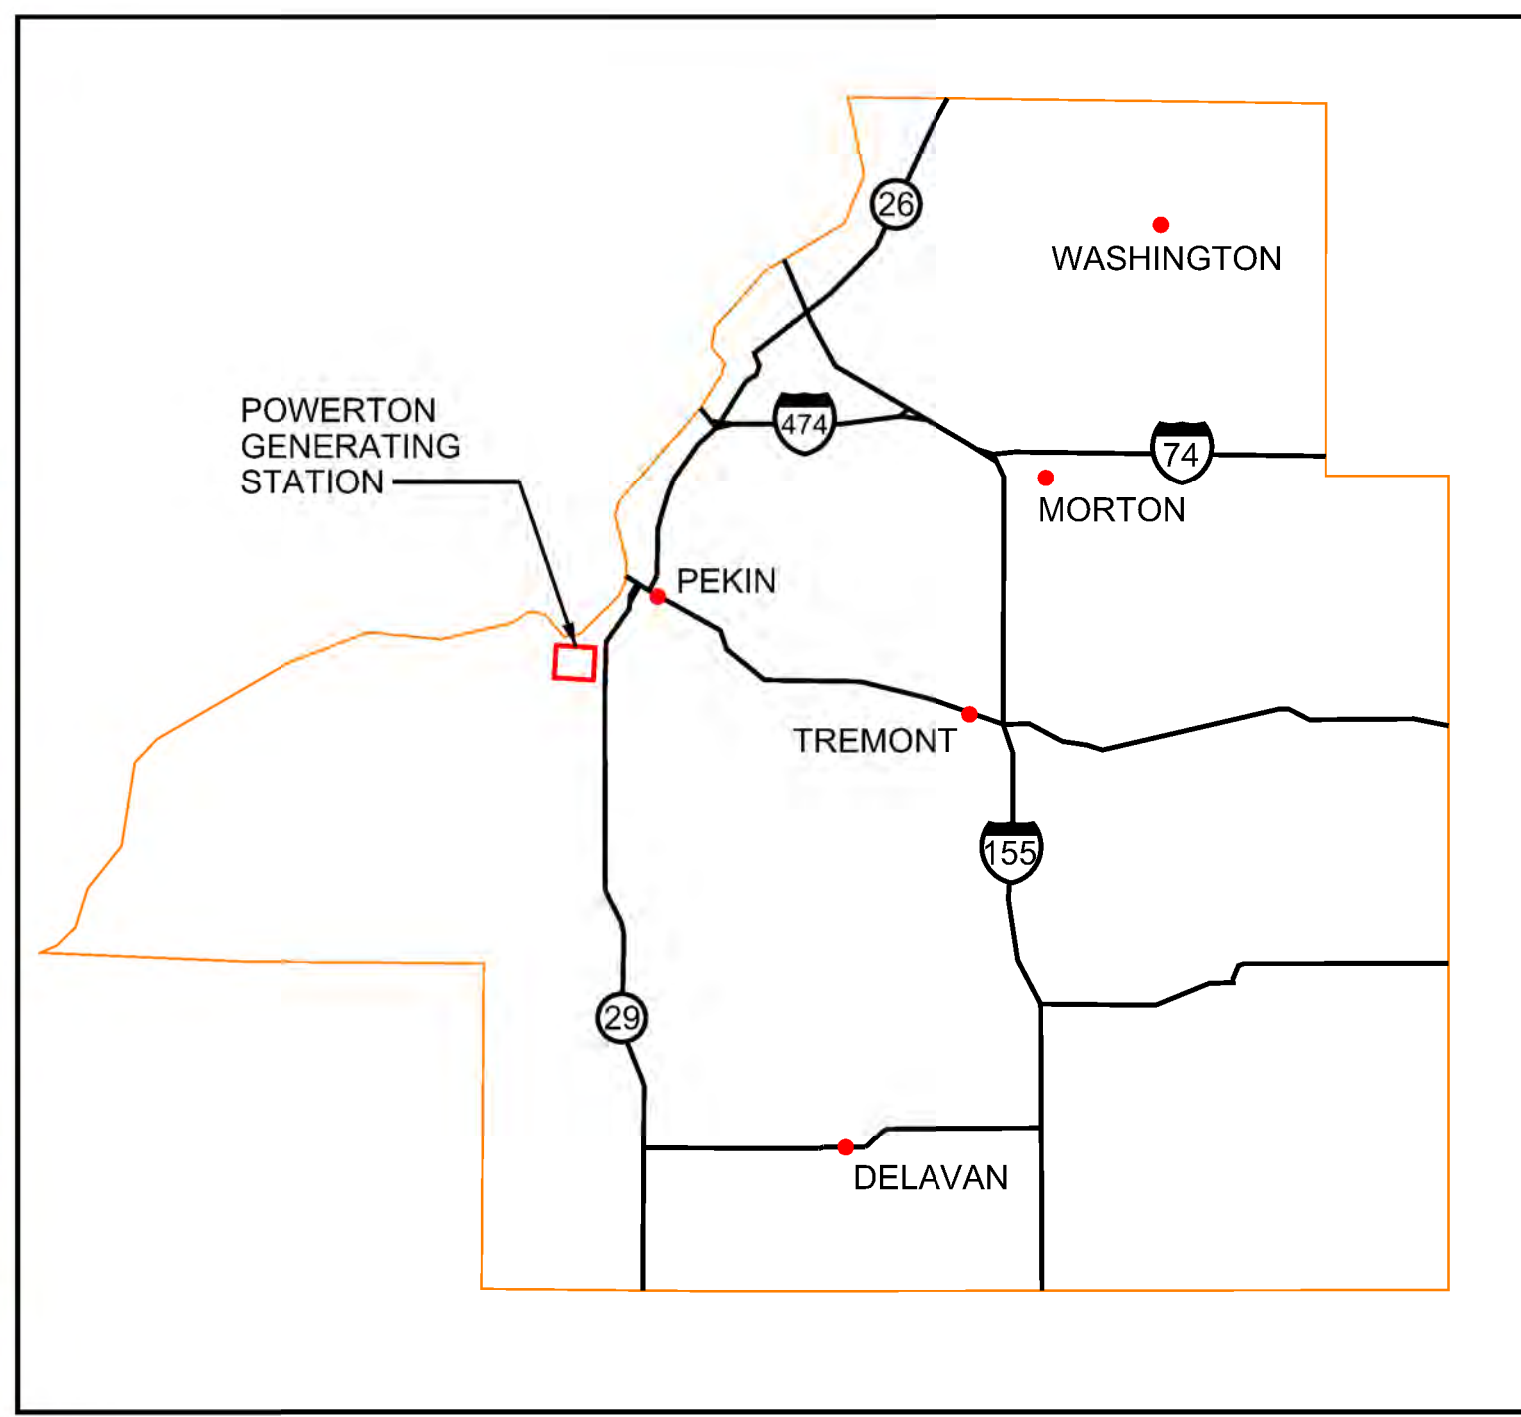 26
WASHINGTON
POWERTON
GENERATING
STATION
474
74
MORTON
PEKIN
TREMONT
155
29
DELAVAN